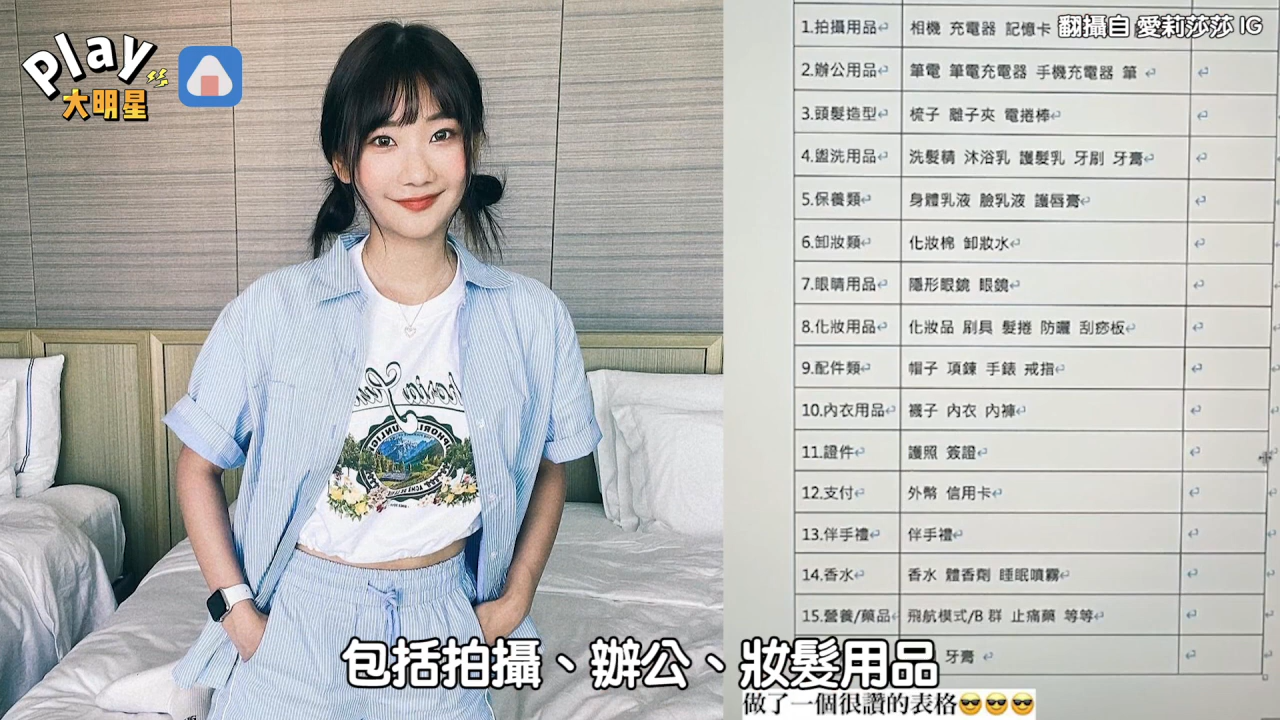 Play
大明星
翻攝自 愛莉莎莎 IG
1.拍攝用品 相機 充電器 記憶卡
2.辦公用品 筆電 筆電充電器 手機充電器 筆
3.頭髮造型 梳子 離子夾 電捲棒
4.盥洗用品 洗髮精 沐浴乳 護髮乳 牙刷 牙膏
5.保養類 身體乳液 臉乳液 護唇膏
6.卸妝類 化妝棉 卸妝水
7.眼睛用品 隱形眼鏡 眼鏡
8.化妝用品 化妝品 刷具 髮捲 防曬 刮痧板
9.配件類 帽子 項鍊 手錶 戒指
10.內衣用品 襪子 內衣 內褲
11.證件 護照 簽證
12.支付 外幣 信用卡
13.伴手禮 伴手禮
14.香水 香水 體香劑 睡眠噴霧
15.營養/藥品 飛航模式/B 群 止痛藥 等等
牙膏
包括拍攝、辦公、妝髮用品
做了一個很讚的表格😎😎😎